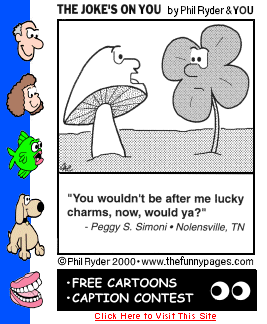 THE JOKE'S ON YOU by Phil Ryder & YOU
"You wouldn't be after me lucky
charms, now, would ya?"
- Peggy S. Simoni • Nolensville, TN
©Phil Ryder 2000 • www.thefunnypages.com
• FREE CARTOONS
• CAPTION CONTEST
Click Here to Visit This Site